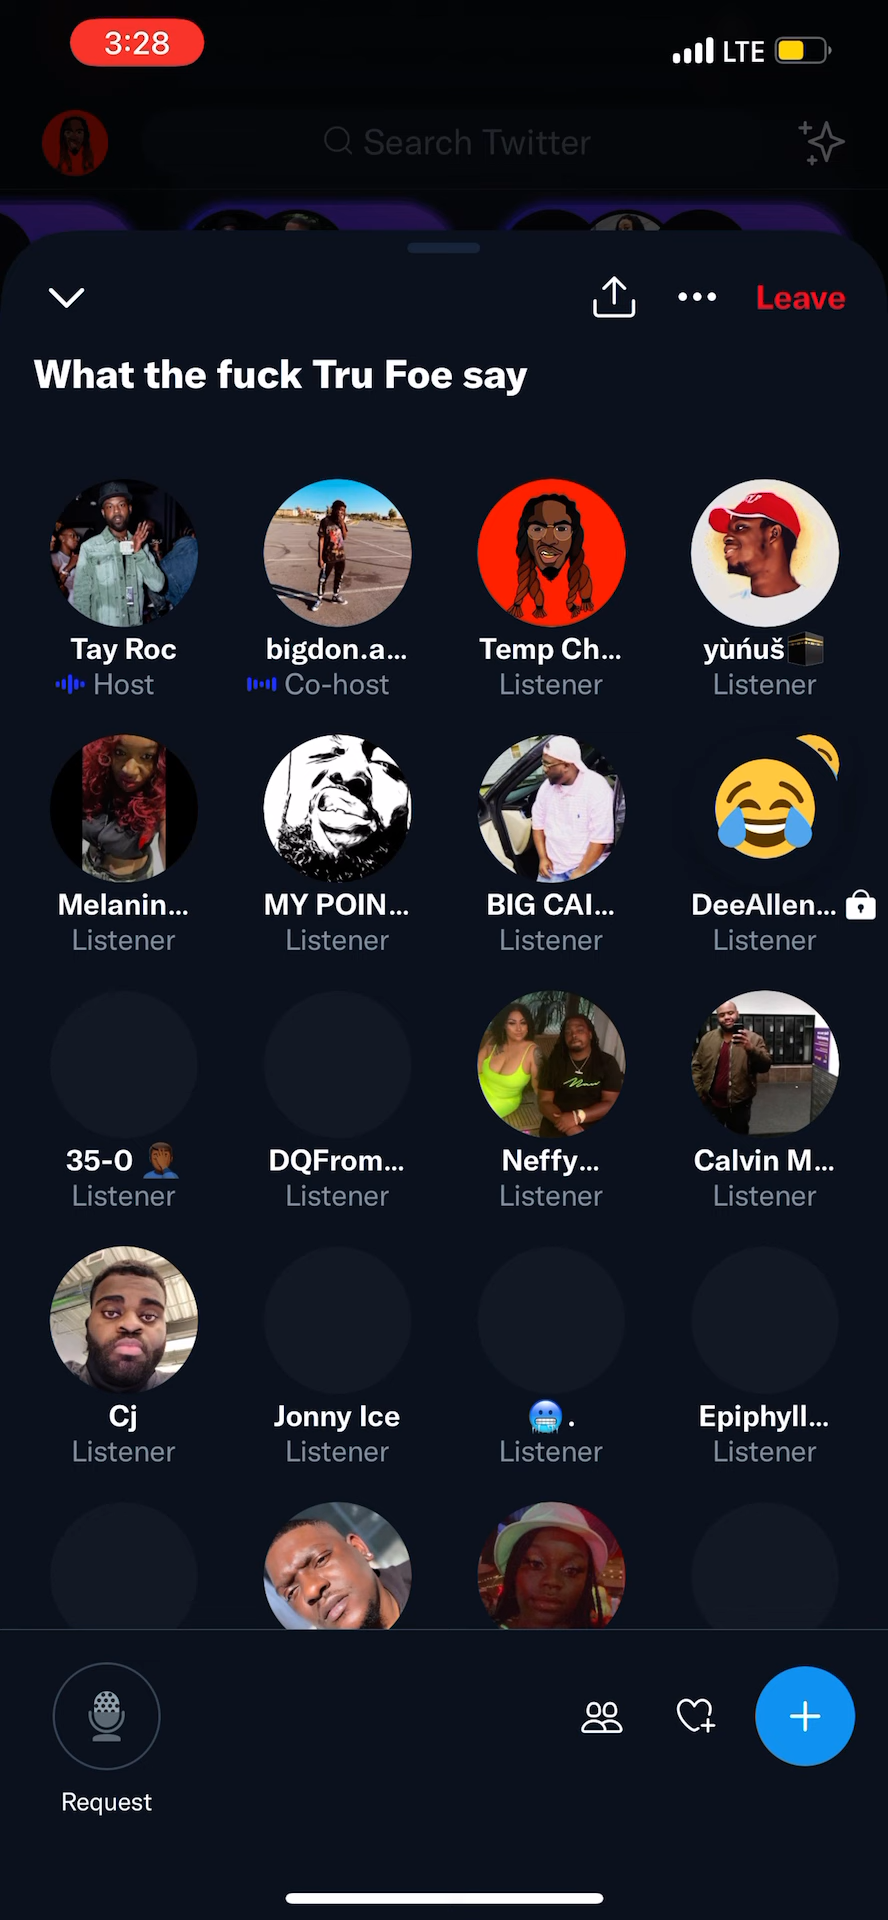 3:28
LTE
Search Twitter
Leave
What the fuck Tru Foe say
Tay Roc
bigdon.a...
Temp Ch...
yùńuš🕋
Host
Co-host
Listener
Listener
Melanin...
MY POIN...
BIG CAI...
DeeAllen...
Listener
Listener
Listener
Listener
35-0 🤦🏾‍♂️
DQFrom...
Neffy...
Calvin M...
Listener
Listener
Listener
Listener
Cj
Jonny Ice
🥶.
Epiphyll...
Listener
Listener
Listener
Listener
Request